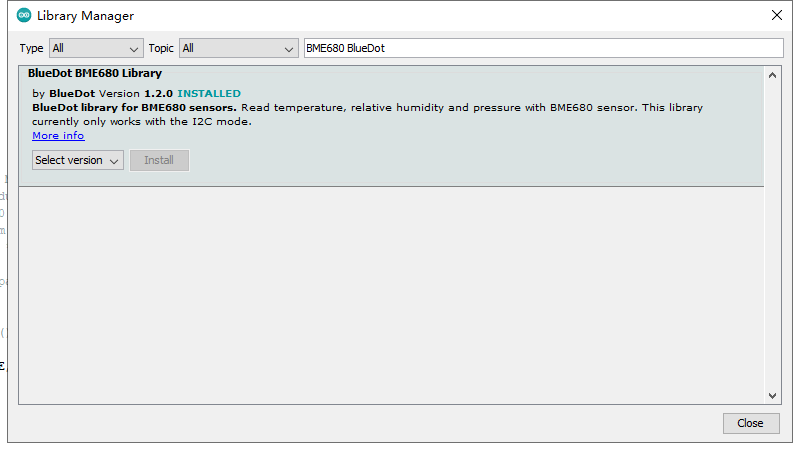 Library Manager
Type All Topic All BME680 BlueDot
BlueDot BME680 Library
by BlueDot Version 1.2.0 INSTALLED
BlueDot library for BME680 sensors. Read temperature, relative humidity and pressure with BME680 sensor. This library
currently only works with the I2C mode.
More info
Select version Install
Close